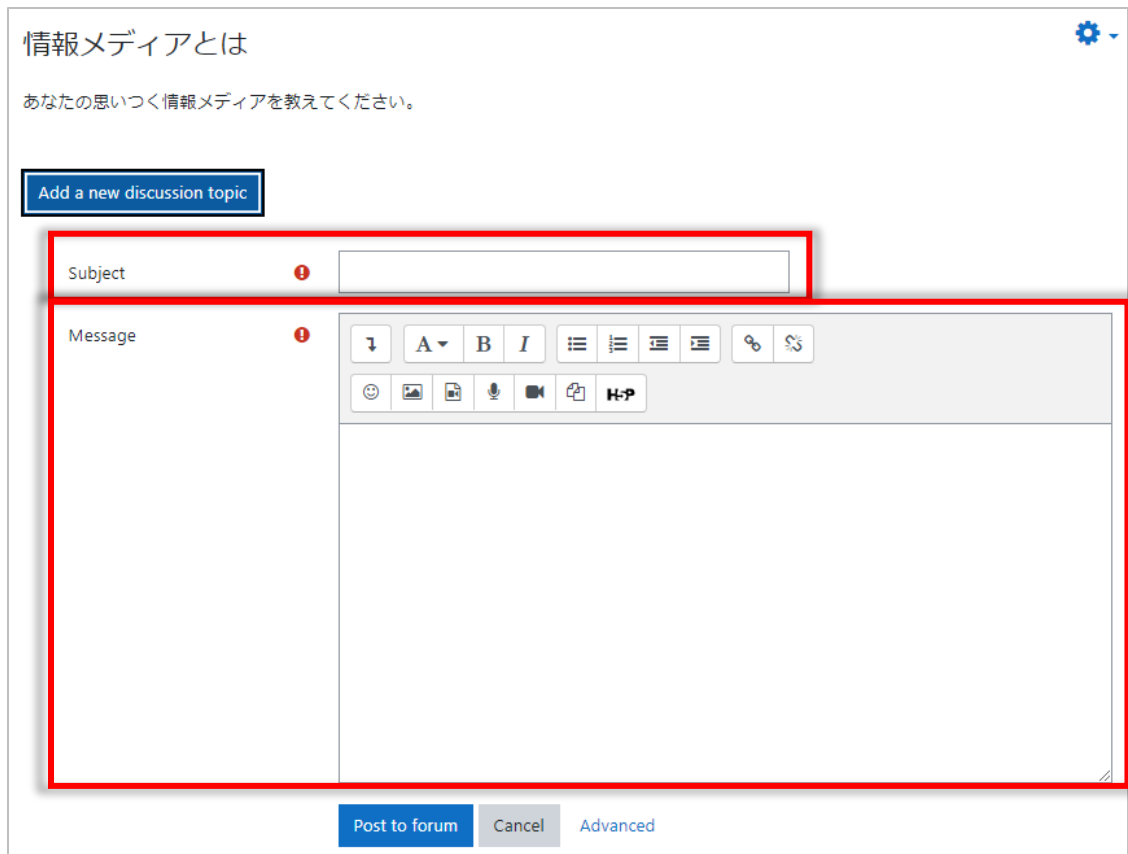 情報メディアとは
あなたの思いつく情報メディアを教えてください。
Add a new discussion topic
Subject
Message
A B I
H5P
Post to forum Cancel Advanced